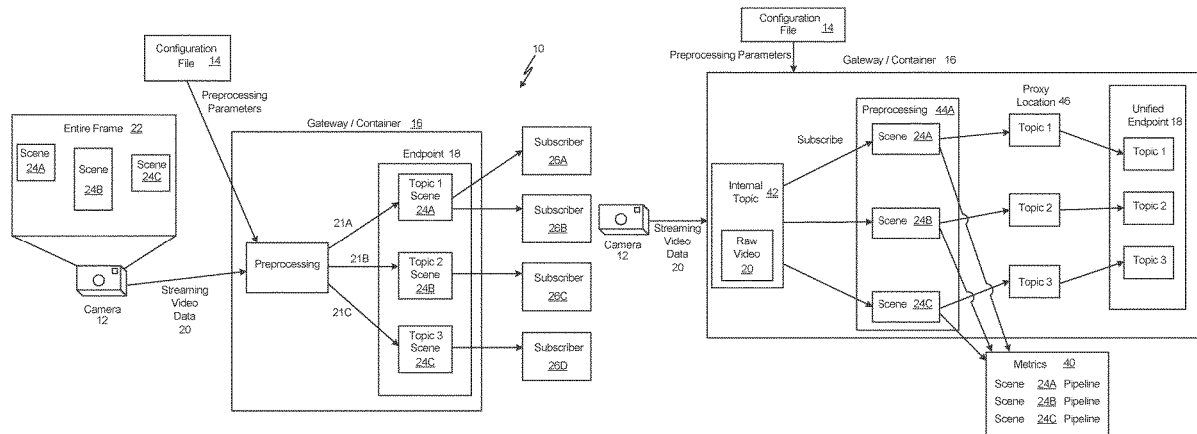 Configuration
File 14
10
Preprocessing
Parameters
Entire Frame 22
Scene
24A
Scene
24B
Scene
24C
Gateway / Container 16
Endpoint 18
Topic 1
Scene
24A
Topic 2
Scene
24B
Topic 3
Scene
24C
21A
21B
21C
Preprocessing
Camera
12
Streaming
Video
Data
20
Subscriber
26A
Subscriber
26B
Subscriber
26C
Subscriber
26D
Configuration
File 14
Preprocessing Parameters
Gateway / Container 16
Preprocessing 44A
Proxy
Location 46
Unified
Endpoint 18
Subscribe
Scene 24A
Scene 24B
Scene 24C
Topic 1
Topic 2
Topic 3
Topic 1
Topic 2
Topic 3
Internal
Topic 42
Raw
Video
20
Camera
12
Streaming
Video
Data
20
Metrics 40
Scene 24A Pipeline
Scene 24B Pipeline
Scene 24C Pipeline